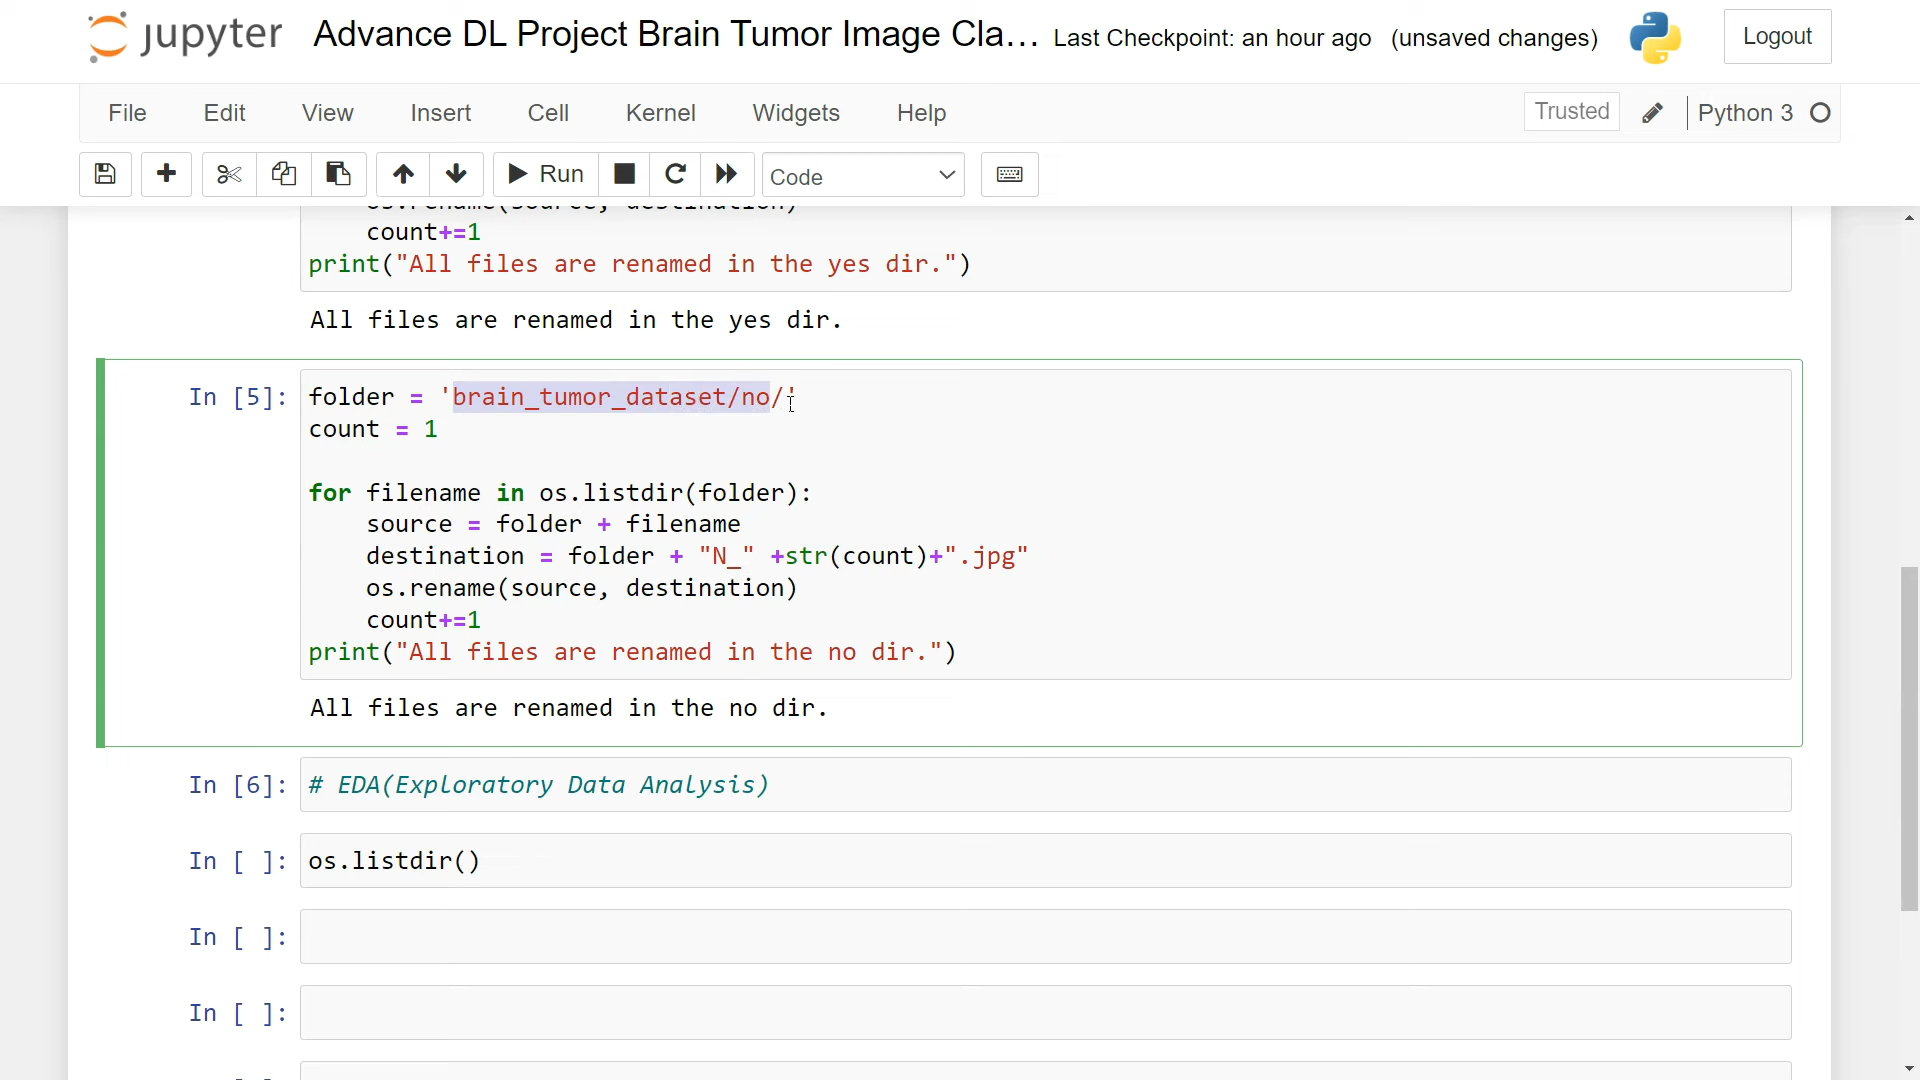 jupyter Advance DL Project Brain Tumor Image Cla... Last Checkpoint: an hour ago (unsaved changes) Logout
File Edit View Insert Cell Kernel Widgets Help Trusted Python 3
Run Code
os.rename(source, destination)
count+=1
print("All files are renamed in the yes dir.")
All files are renamed in the yes dir.
In [5]: folder = 'brain_tumor_dataset/no/'
count = 1
for filename in os.listdir(folder):
source = folder + filename
destination = folder + "N_" +str(count)+".jpg"
os.rename(source, destination)
count+=1
print("All files are renamed in the no dir.")
All files are renamed in the no dir.
In [6]: # EDA(Exploratory Data Analysis)
In [ ]: os.listdir()
In [ ]:
In [ ]: